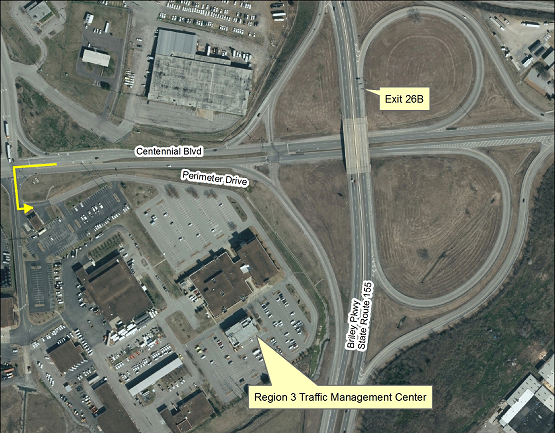 Exit 26B
Centennial Blvd
Perimeter Drive
Briley Pkwy
State Route 155
Region 3 Traffic Management Center